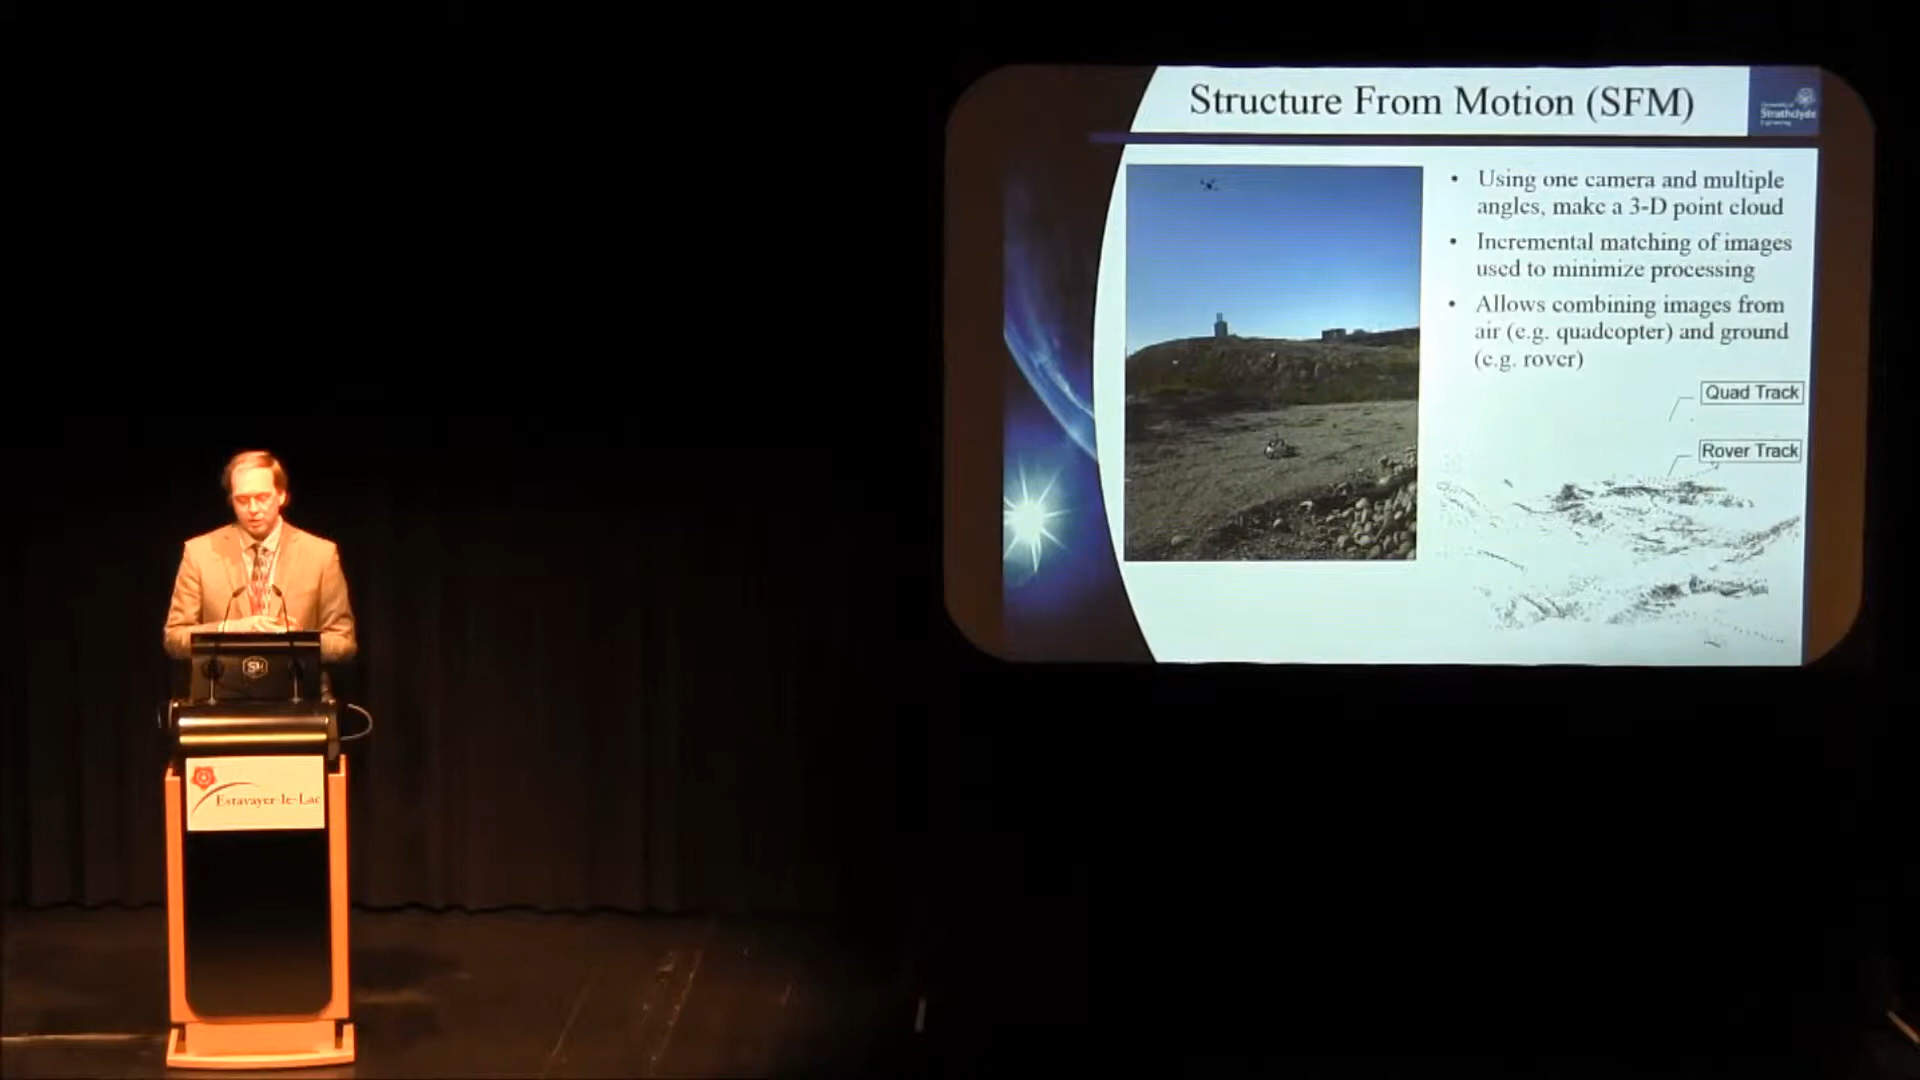 Structure From Motion (SFM)
Strathclyde
Engineering
• Using one camera and multiple
angles, make a 3-D point cloud
• Incremental matching of images
used to minimize processing
• Allows combining images from
air (e.g. quadcopter) and ground
(e.g. rover)
Quad Track
Rover Track
Estavayer-le-Lac